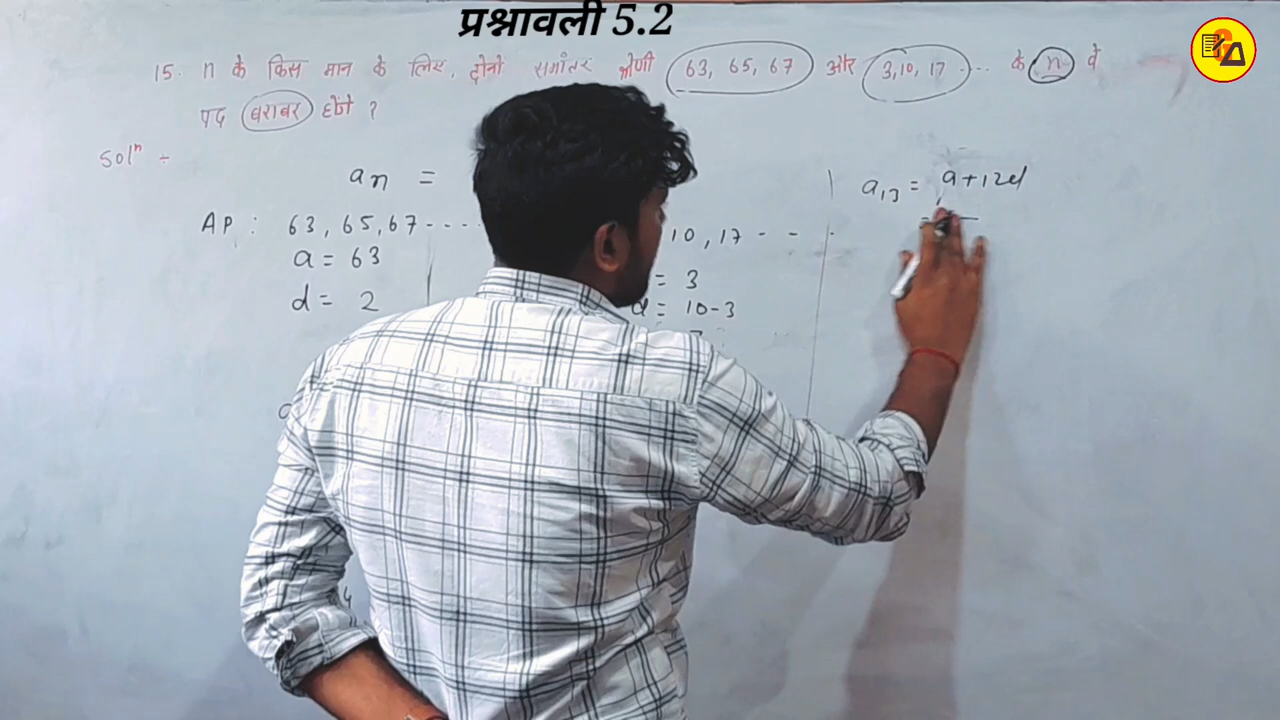 प्रश्नावली 5.2
15. n के किस मान के लिए, दोनों समांतर श्रेणी 63, 65, 67 और 3, 10, 17 ... के n वे
पद बराबर होंगे ?
Solⁿ ÷
an =
AP : 63, 65, 67 ----
a = 63
d = 2
10, 17 - - -
= 3
d = 10-3
a13 = a+12d
=